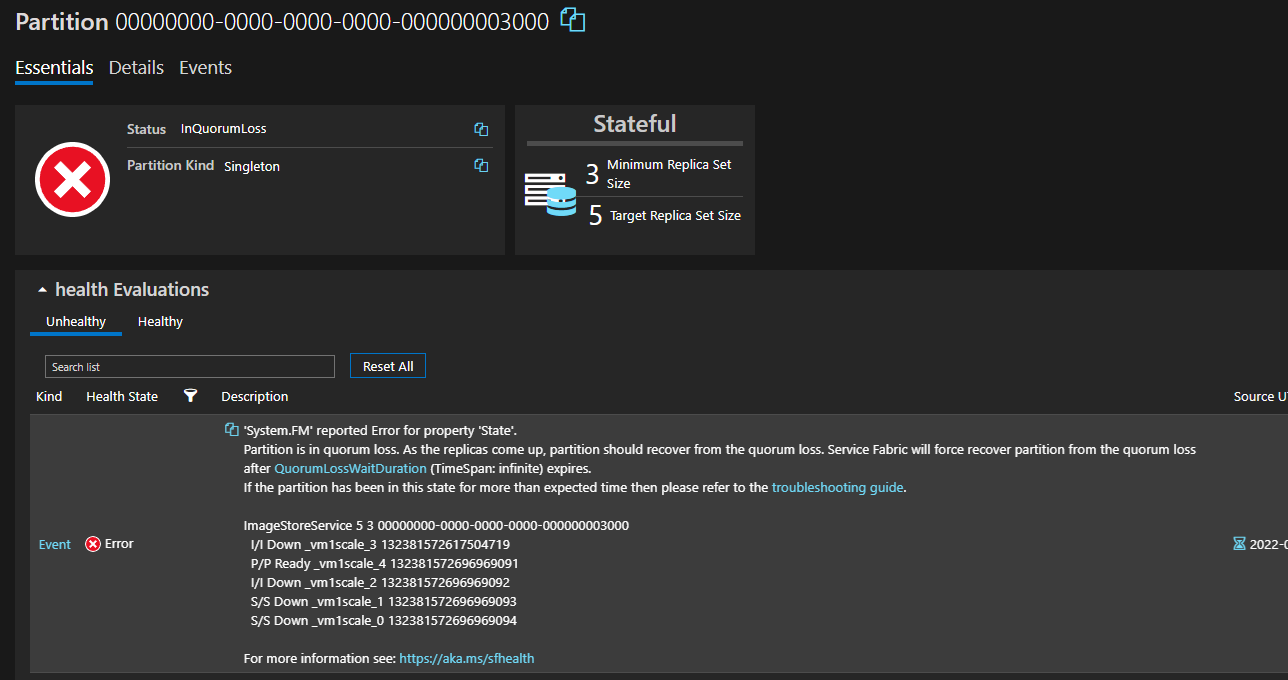 Partition 00000000-0000-0000-0000-000000003000
Essentials Details Events
Status InQuorumLoss
Partition Kind Singleton
Stateful
3 Minimum Replica Set
Size
5 Target Replica Set Size
health Evaluations
Unhealthy Healthy
Search list Reset All
Kind Health State Description Source U
'System.FM' reported Error for property 'State'.
Partition is in quorum loss. As the replicas come up, partition should recover from the quorum loss. Service Fabric will force recover partition from the quorum loss
after QuorumLossWaitDuration (TimeSpan: infinite) expires.
If the partition has been in this state for more than expected time then please refer to the troubleshooting guide.
ImageStoreService 5 3 00000000-0000-0000-0000-000000003000
Event Error I/I Down _vm1scale_3 132381572617504719 2022-0
P/P Ready _vm1scale_4 132381572696969091
I/I Down _vm1scale_2 132381572696969092
S/S Down _vm1scale_1 132381572696969093
S/S Down _vm1scale_0 132381572696969094
For more information see: https://aka.ms/sfhealth